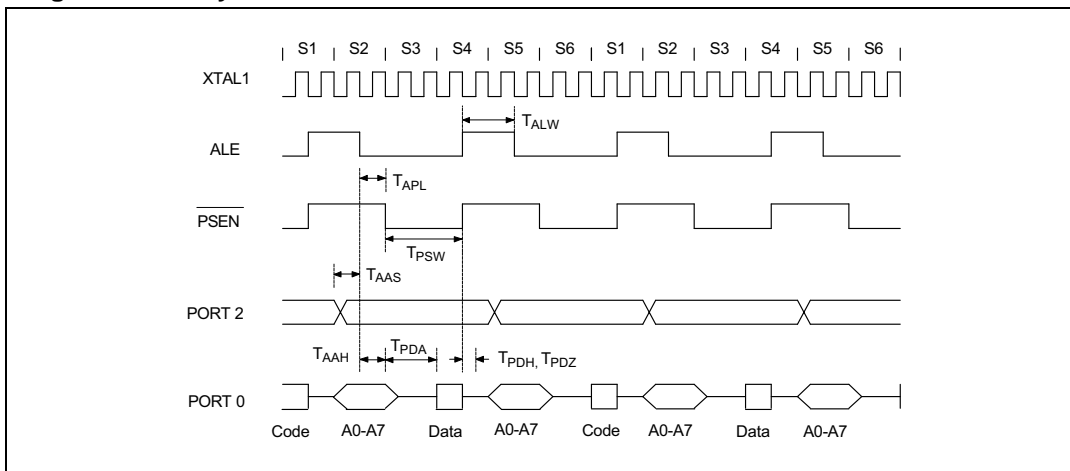 S1 S2 S3 S4 S5 S6 S1 S2 S3 S4 S5 S6
XTAL1
TALW
ALE
TAPL
PSEN
TPSW
TAAS
PORT 2
TAAH TPDA TPDH, TPDZ
PORT 0
Code A0-A7 Data A0-A7 Code A0-A7 Data A0-A7